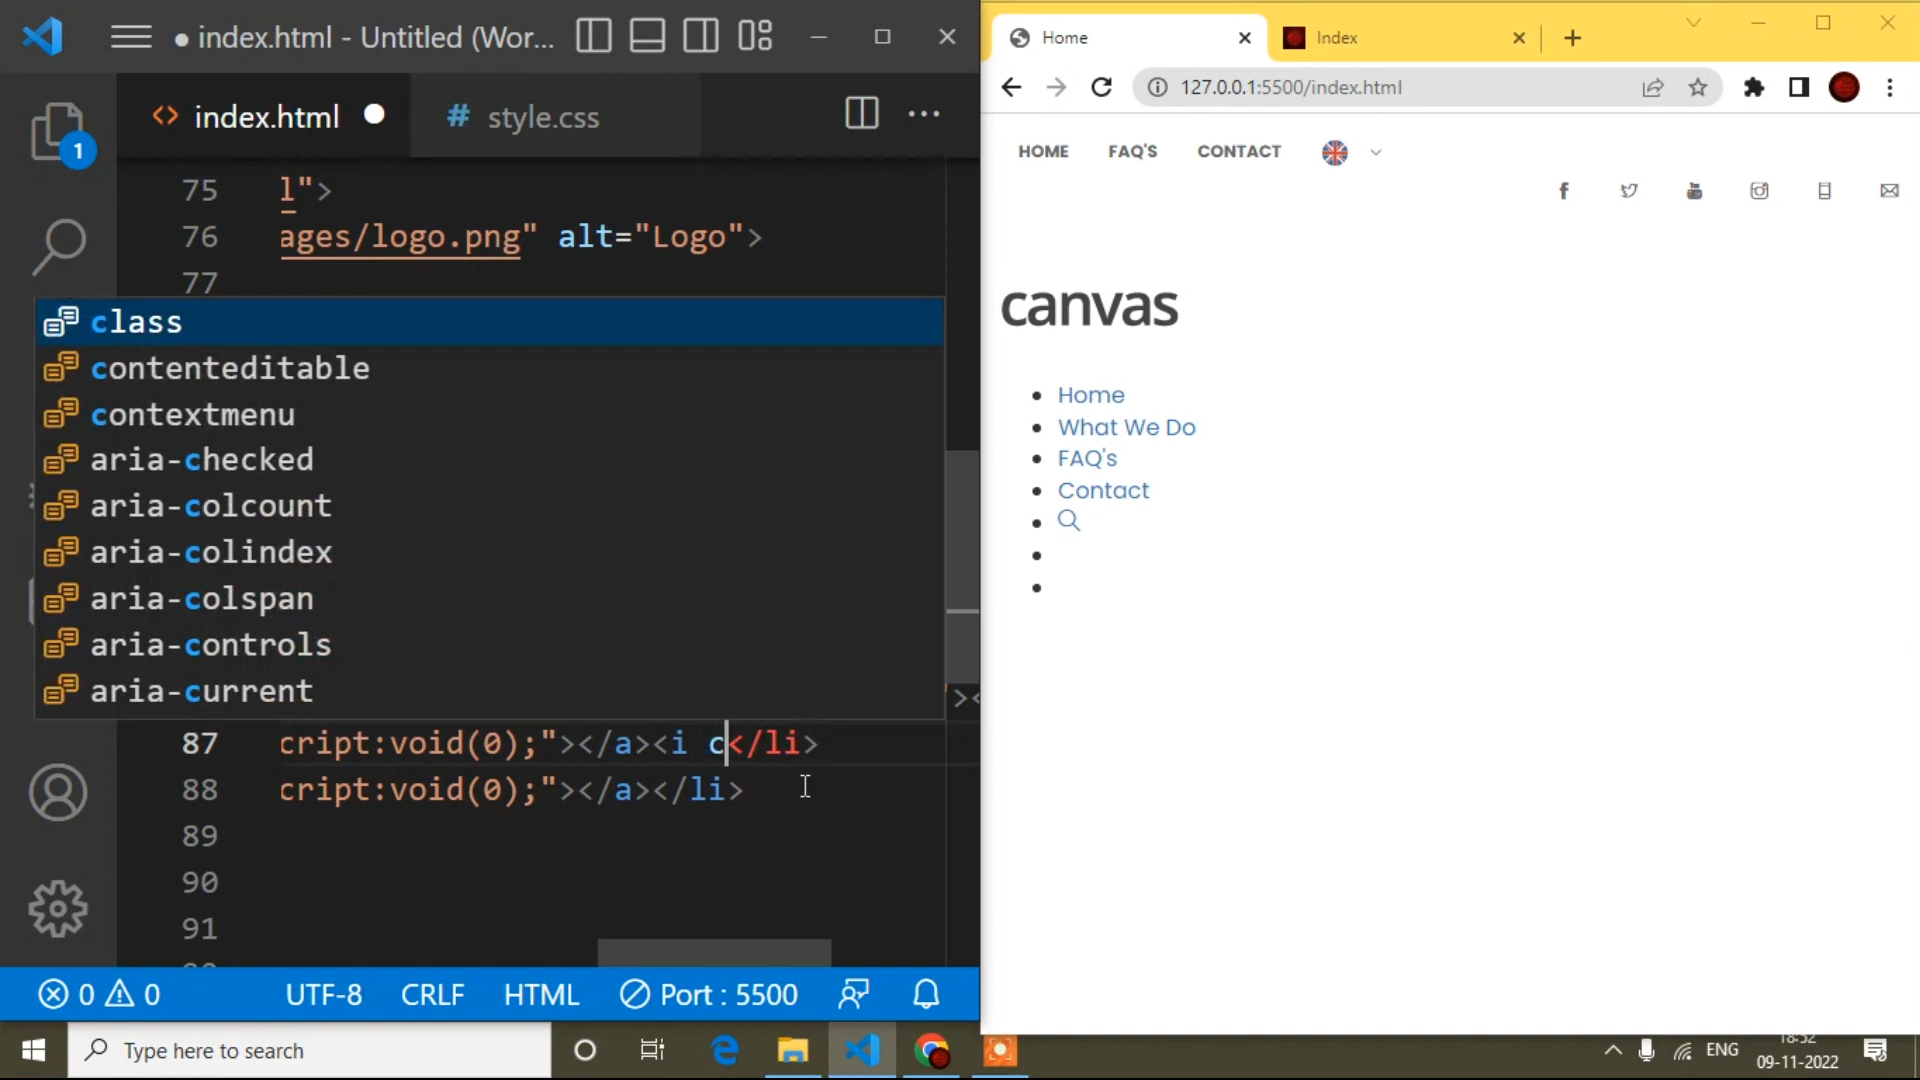 ● index.html - Untitled (Wor...
index.html
# style.css
1
75 l">
76 ages/logo.png" alt="Logo">
77
class
contenteditable
contextmenu
aria-checked
aria-colcount
aria-colindex
aria-colspan
aria-controls
aria-current
><
87 cript:void(0);"></a><i c</li>
88 cript:void(0);"></a></li>
89
90
91
0 0 UTF-8 CRLF HTML Port : 5500
Home
Index
127.0.0.1:5500/index.html
HOME FAQ'S CONTACT
canvas
Home
What We Do
FAQ's
Contact
Type here to search
ENG
18:52
09-11-2022